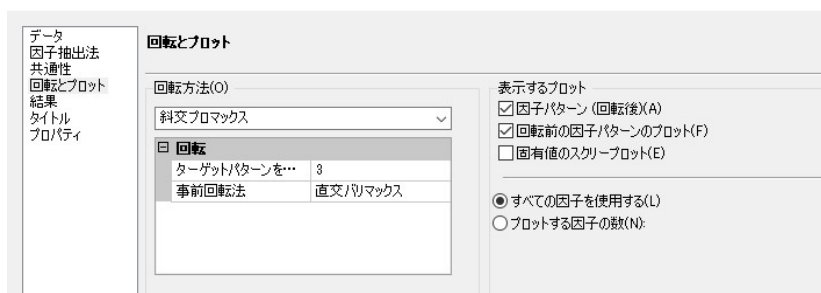 データ
因子抽出法
共通性
回転とプロット
結果
タイトル
プロパティ
回転とプロット
回転方法(O)
斜交プロマックス
回転
ターゲットパターンを… 3
事前回転法 直交バリマックス
表示するプロット
因子パターン (回転後)(A)
回転前の因子パターンのプロット(F)
固有値のスクリープロット(E)
すべての因子を使用する(L)
プロットする因子の数(N):